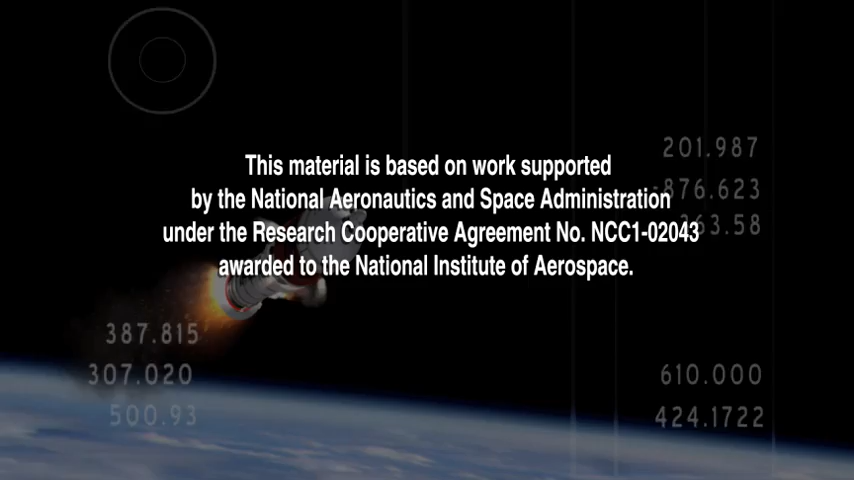 201.987
This material is based on work supported
876.623
by the National Aeronautics and Space Administration
under the Research Cooperative Agreement No. NCC1-02043
awarded to the National Institute of Aerospace.
387.815
307.020
500.93
610.000
424.1722